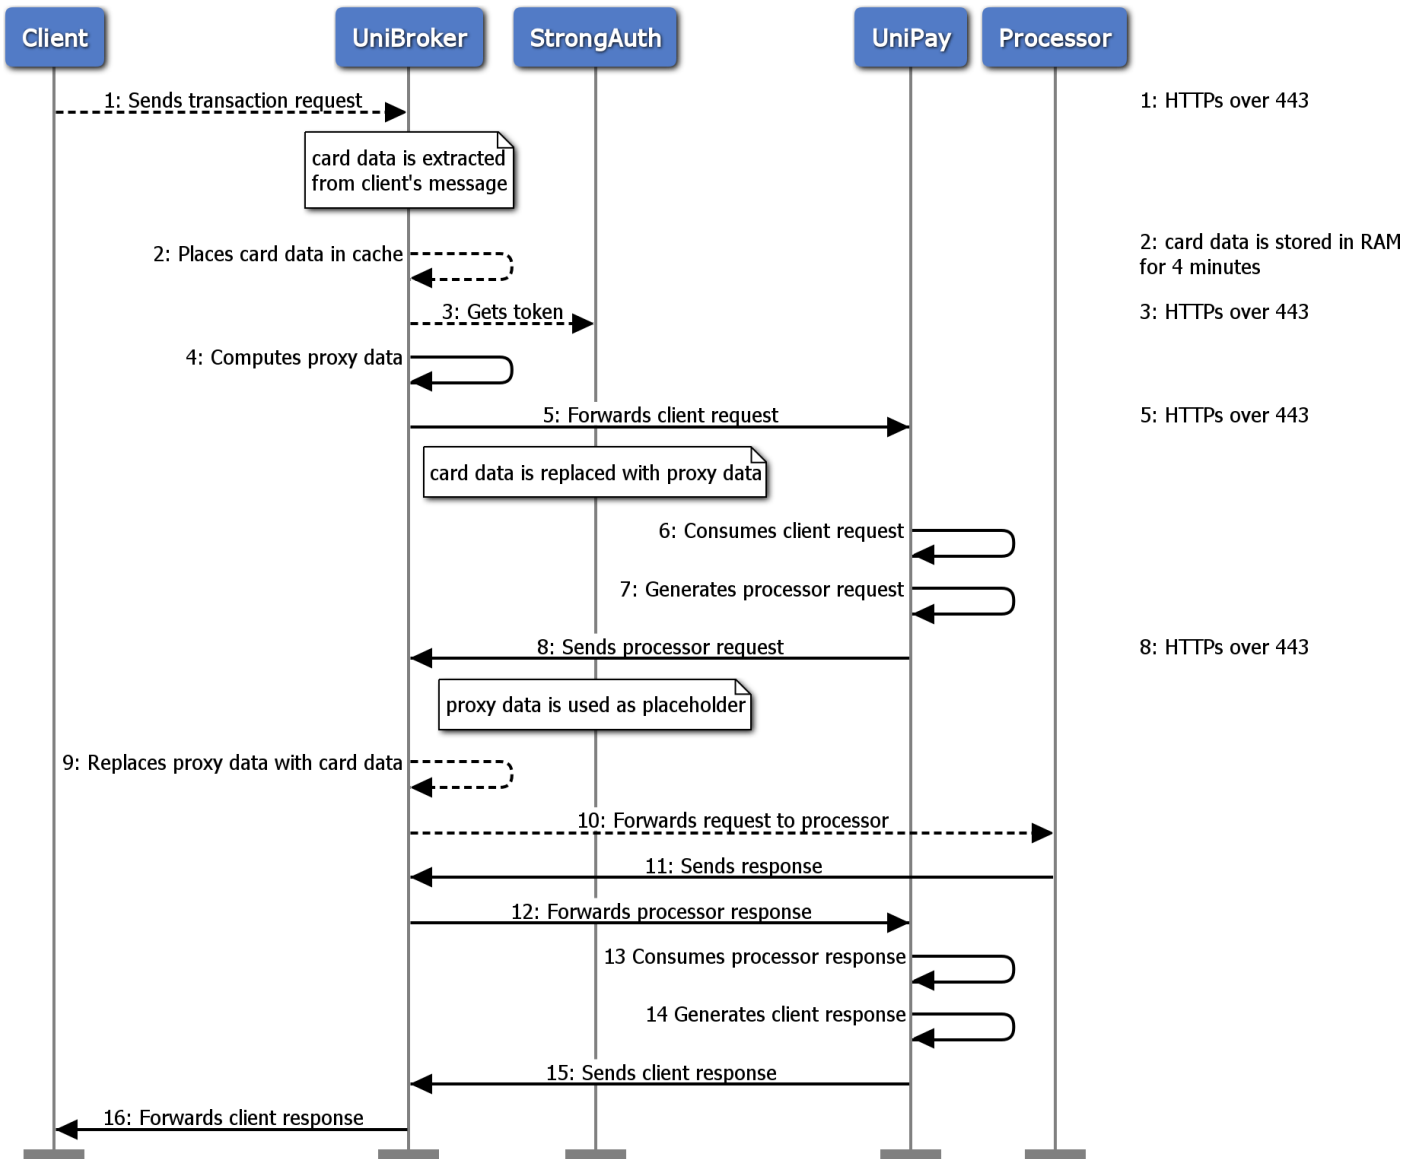 Client UniBroker StrongAuth UniPay Processor
1: Sends transaction request 1: HTTPs over 443
card data is extracted
from client's message
2: Places card data in cache 2: card data is stored in RAM
for 4 minutes
3: Gets token 3: HTTPs over 443
4: Computes proxy data
5: Forwards client request 5: HTTPs over 443
card data is replaced with proxy data
6: Consumes client request
7: Generates processor request
8: Sends processor request 8: HTTPs over 443
proxy data is used as placeholder
9: Replaces proxy data with card data
10: Forwards request to processor
11: Sends response
12: Forwards processor response
13 Consumes processor response
14 Generates client response
15: Sends client response
16: Forwards client response